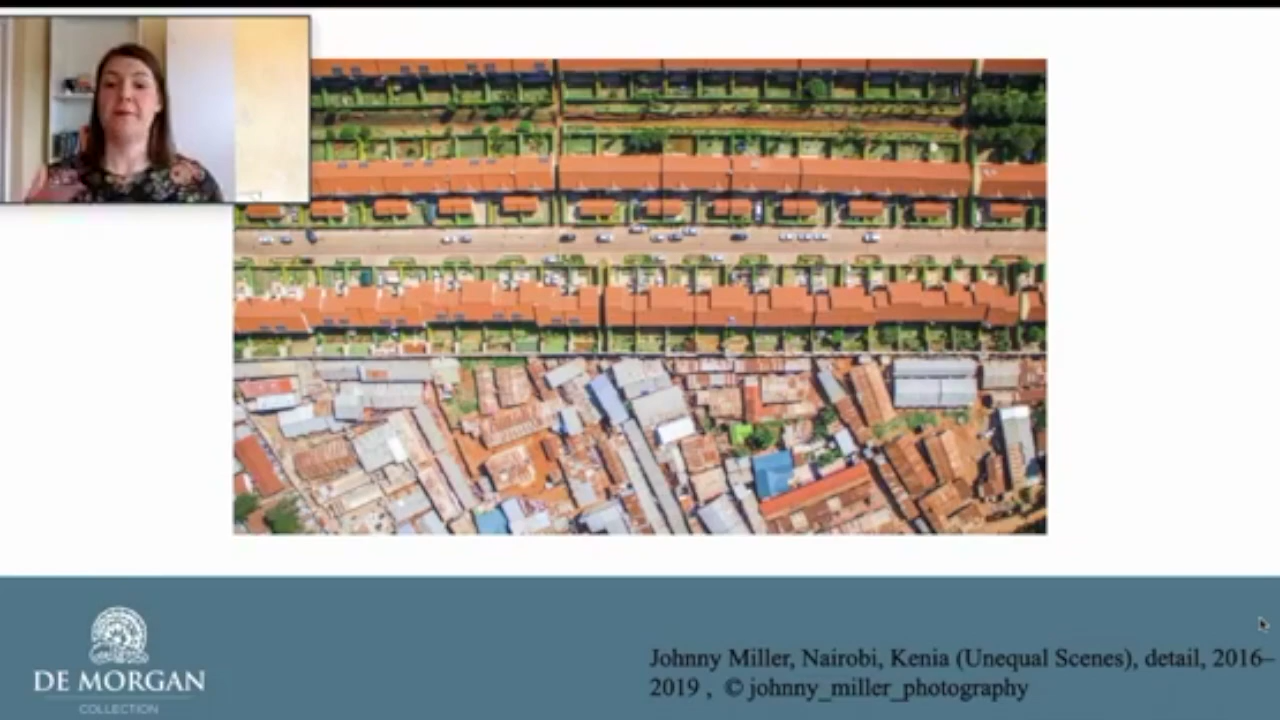 DE MORGAN
COLLECTION
Johnny Miller, Nairobi, Kenia (Unequal Scenes), detail, 2016–
2019 , © johnny_miller_photography